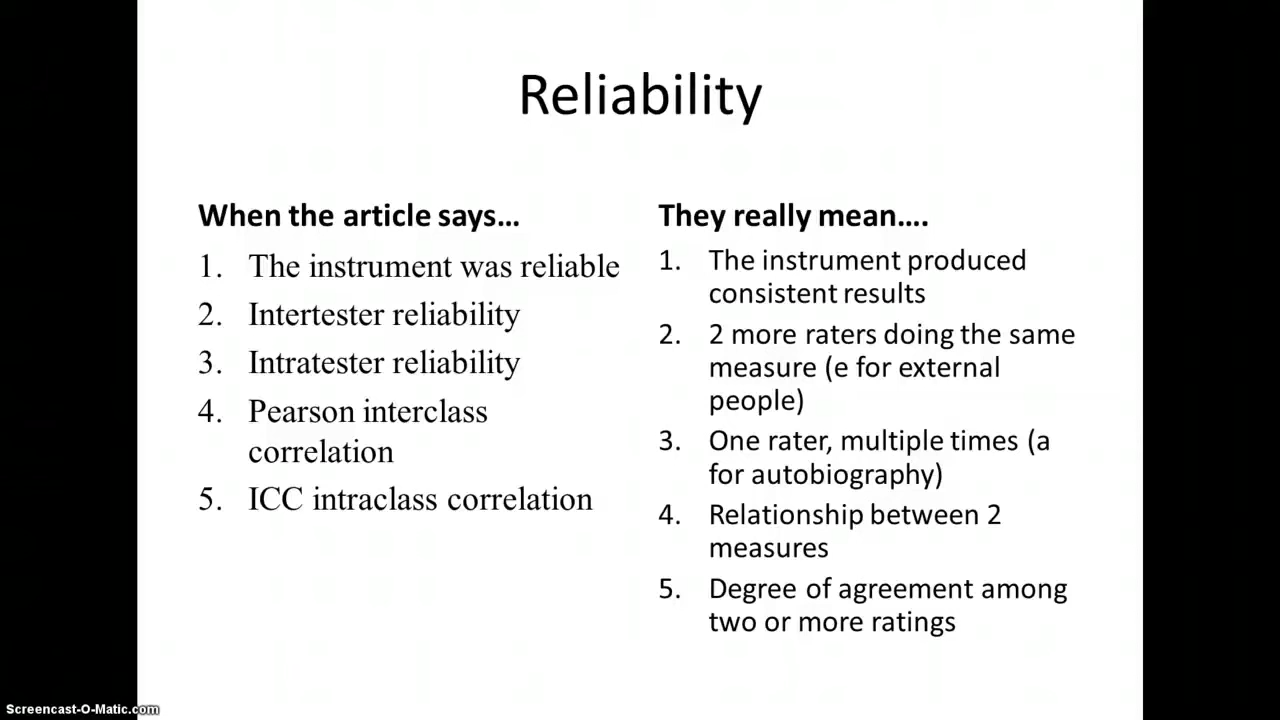 Reliability
When the article says...
1. The instrument was reliable
2. Intertester reliability
3. Intratester reliability
4. Pearson interclass
correlation
5. ICC intraclass correlation
They really mean....
1. The instrument produced
consistent results
2. 2 more raters doing the same
measure (e for external
people)
3. One rater, multiple times (a
for autobiography)
4. Relationship between 2
measures
5. Degree of agreement among
two or more ratings
Screencast-O-Matic.com